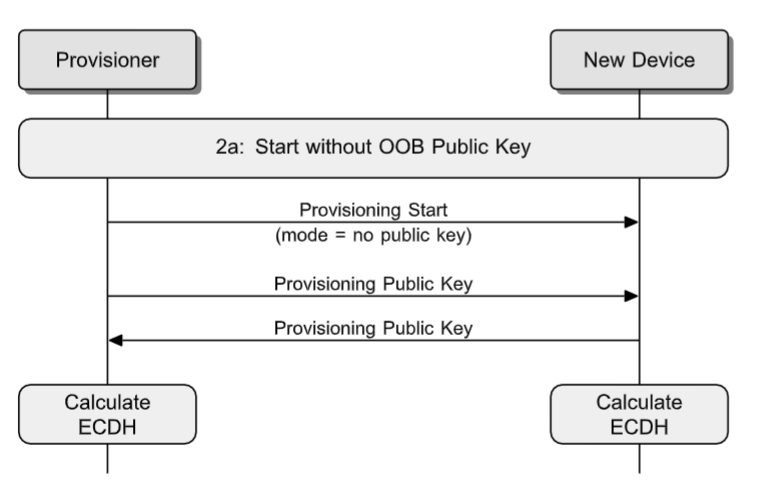 Provisioner
New Device
2a: Start without OOB Public Key
Provisioning Start
(mode = no public key)
Provisioning Public Key
Provisioning Public Key
Calculate
ECDH
Calculate
ECDH